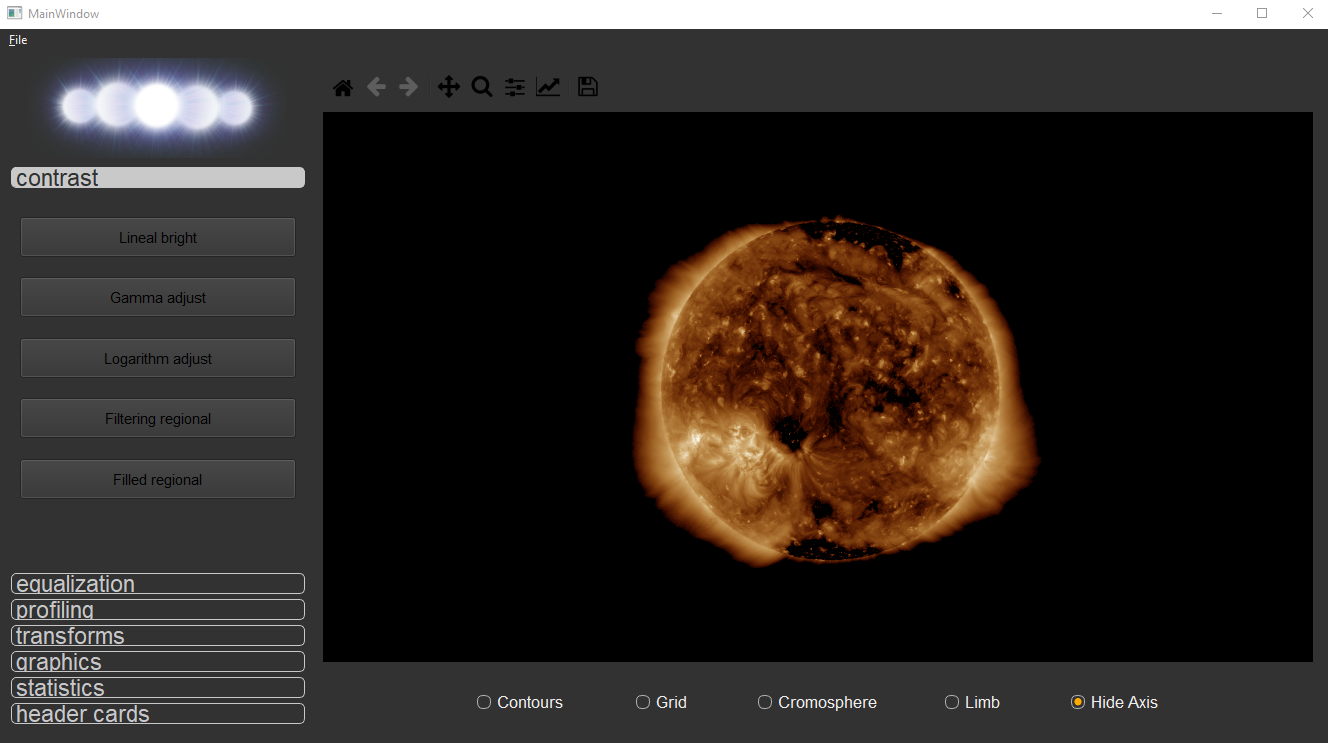 MainWindow
File
contrast
Lineal bright
Gamma adjust
Logarithm adjust
Filtering regional
Filled regional
equalization
profiling
transforms
graphics
statistics
header cards
Contours Grid Cromosphere Limb Hide Axis